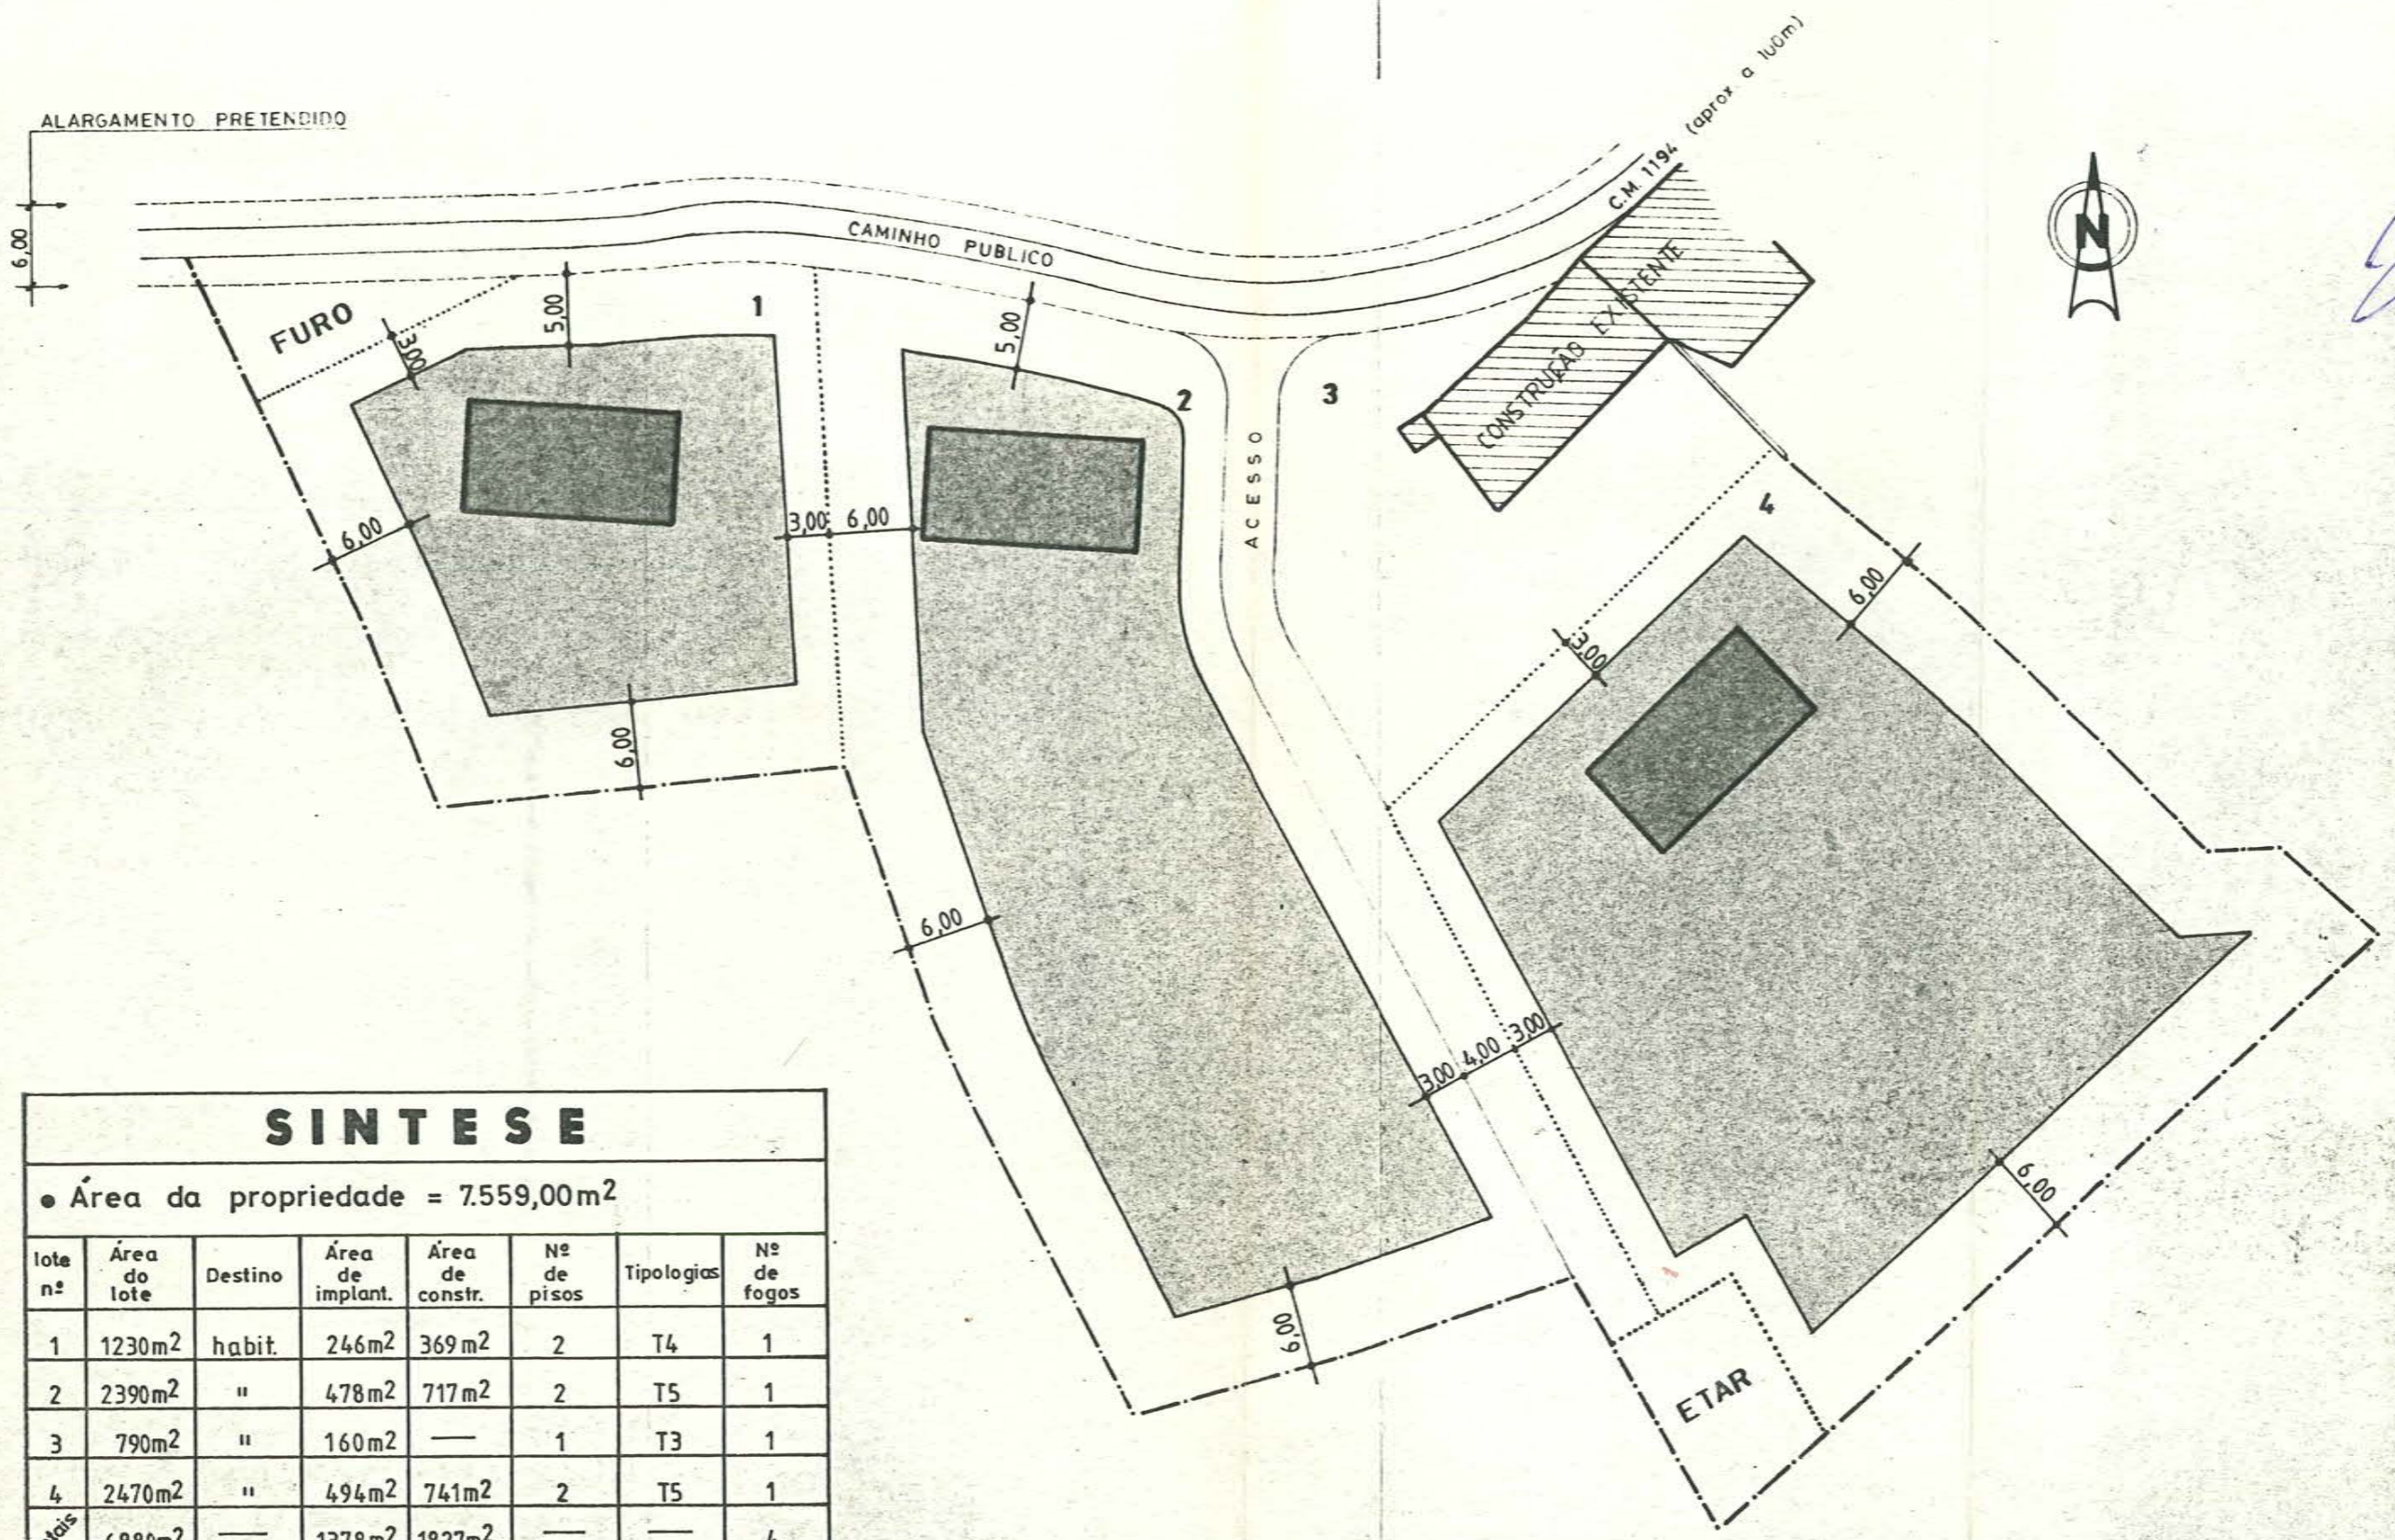 ALARGAMENTO PRETENDIDO
6,00
CAMINHO PUBLICO
C.M. 1194 (aprox. a 100m)
N
FURO
3,00
5,00
1
5,00
2
3
CONSTRUÇÃO EXISTENTE
ACESSO
4
6,00
3,00 6,00
6,00
3,00
6,00
6,00
3,00 4,00 3,00
6,00
6,00
ETAR
SINTESE
• Área da propriedade = 7.559,00m²
lote nº | Área do lote | Destino | Área de implant. | Área de constr. | Nº de pisos | Tipologias | Nº de fogos
1 1230m² habit. 246m² 369m² 2 T4 1
2 2390m² " 478m² 717m² 2 T5 1
3 790m² " 160m² — 1 T3 1
4 2470m² " 494m² 741m² 2 T5 1
— 1378m² 1827m² — — 4